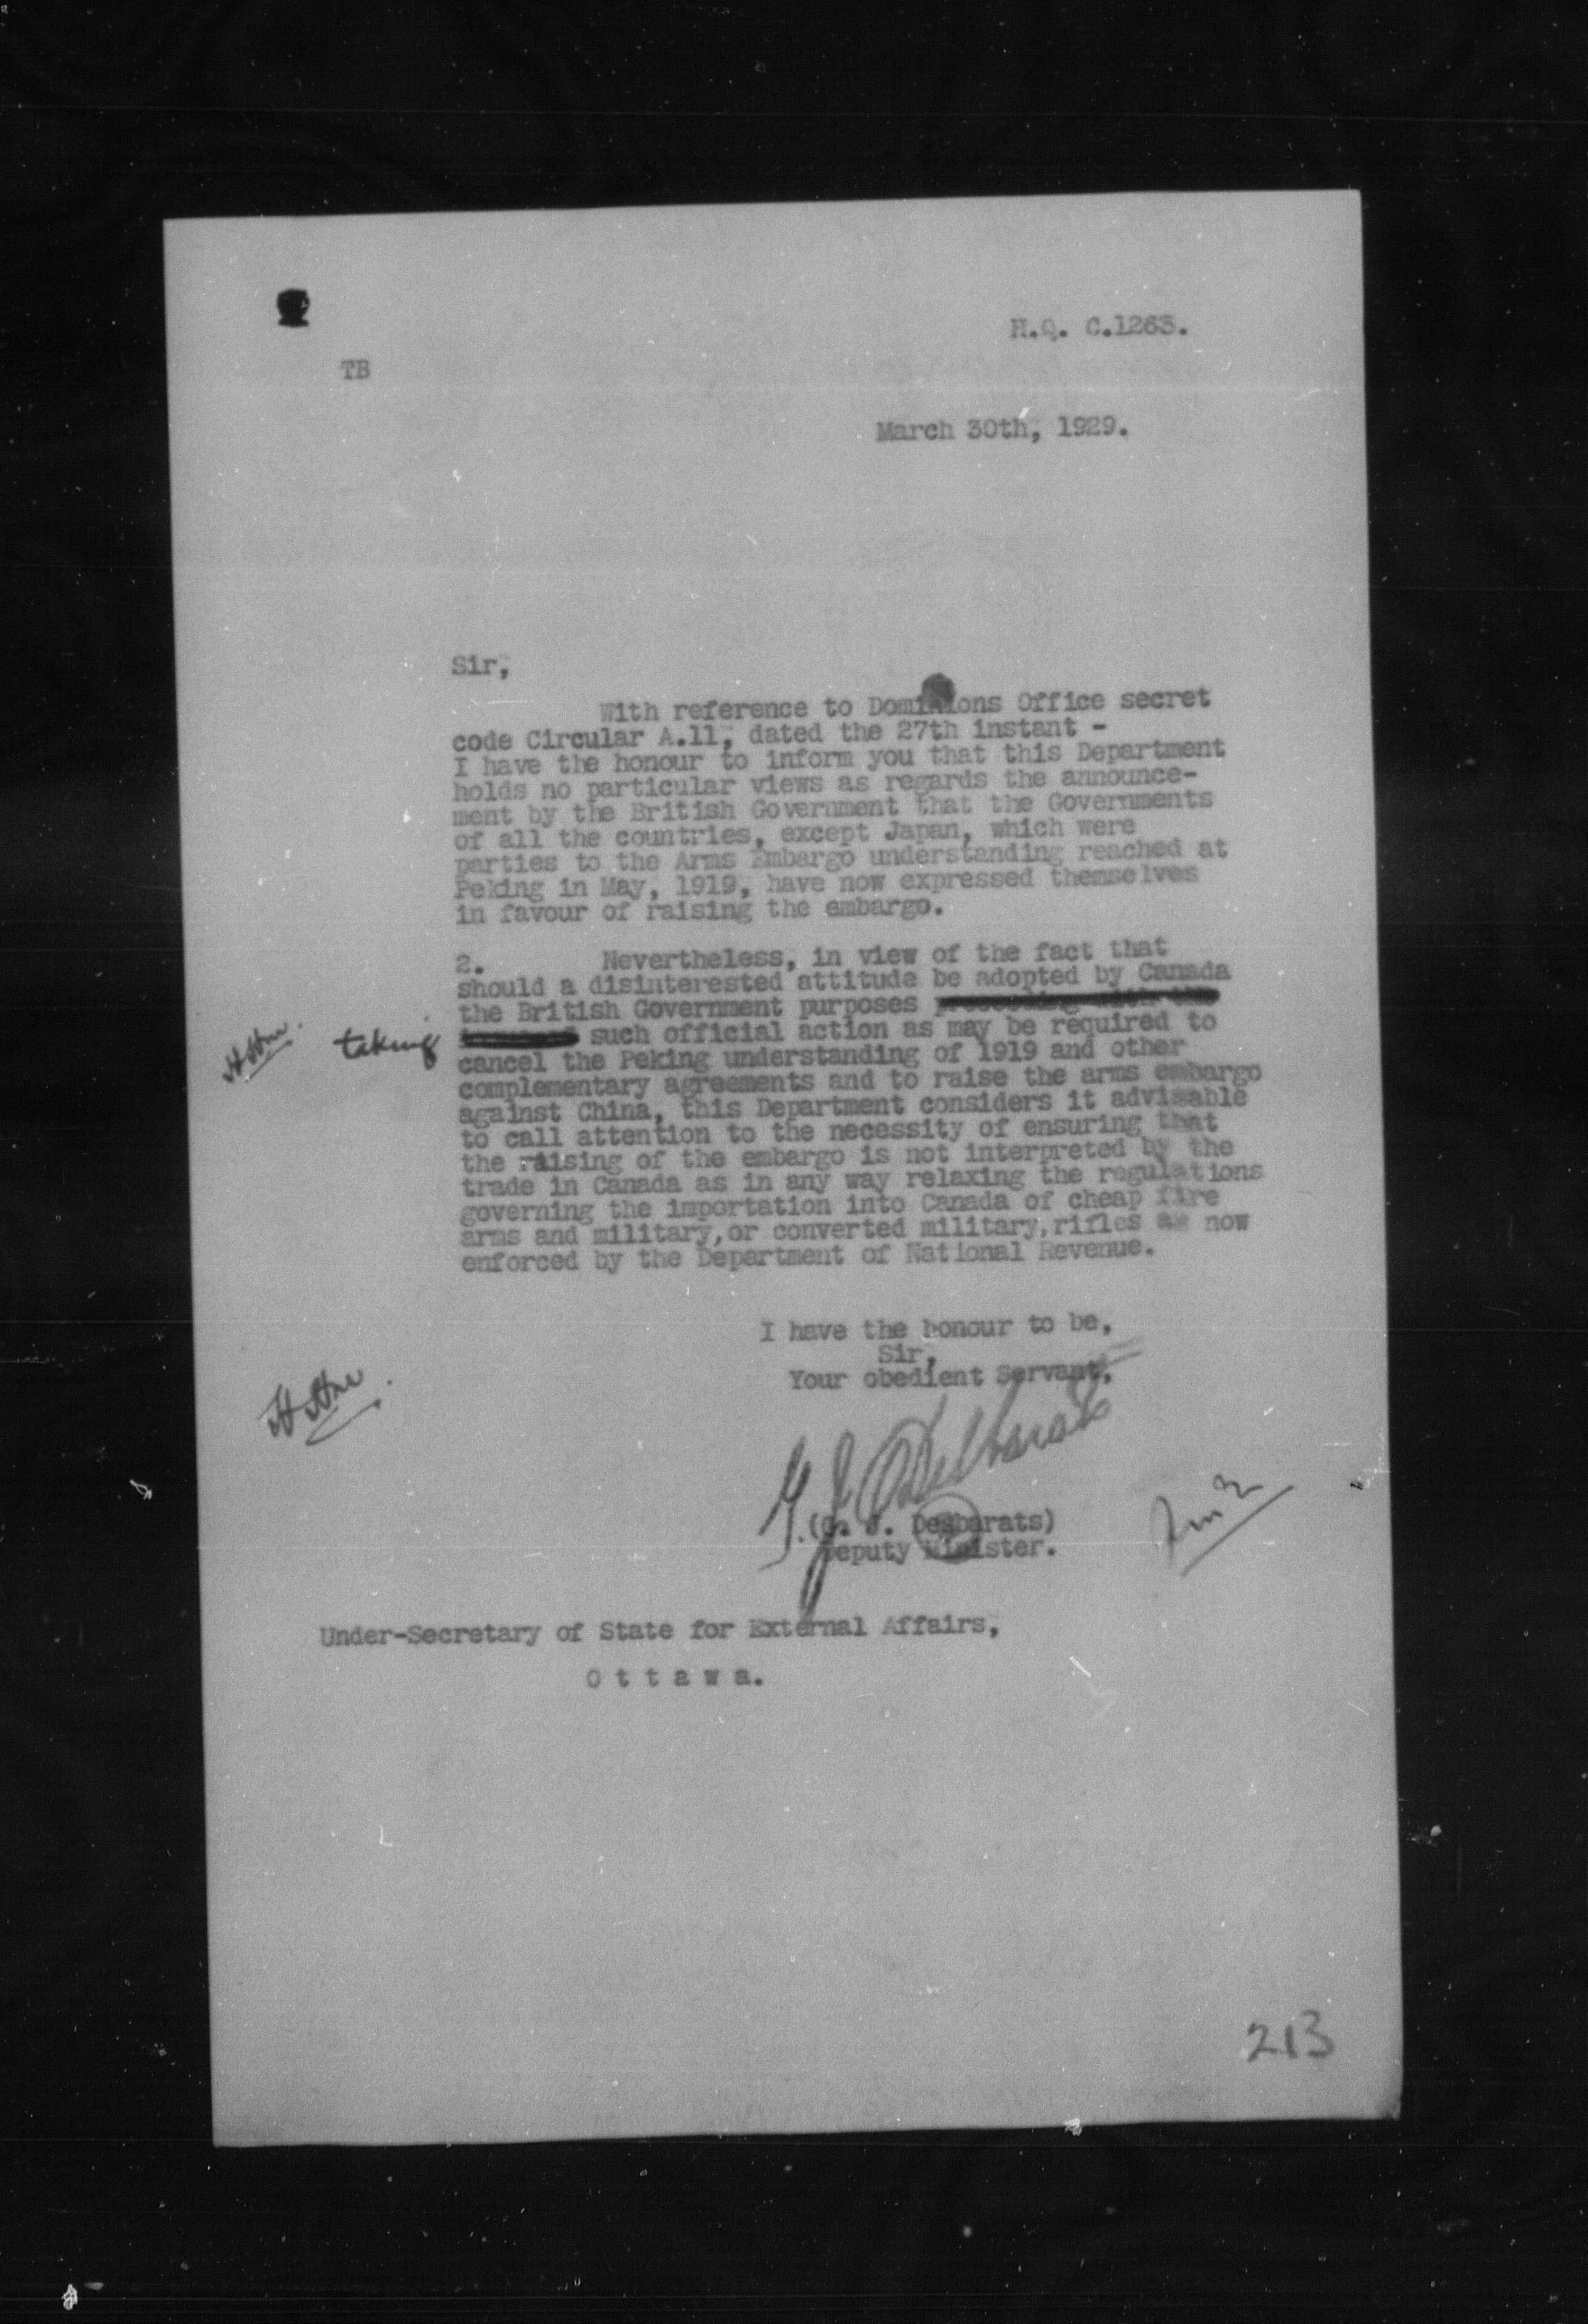 H.Q. C.1263.
TB
March 30th, 1929.
Sir,
With reference to Dominions Office secret
code Circular A.11, dated the 27th instant -
I have the honour to inform you that this Department
holds no particular views as regards the announce-
ment by the British Government that the Governments
of all the countries, except Japan, which were
parties to the Arms Embargo understanding reached at
Peking in May, 1919, have now expressed themselves
in favour of raising the embargo.
2. Nevertheless, in view of the fact that
should a disinterested attitude be adopted by Canada
the British Government purposes
taking such official action as may be required to
cancel the Peking understanding of 1919 and other
complementary agreements and to raise the arms embargo
against China, this Department considers it advisable
to call attention to the necessity of ensuring that
the raising of the embargo is not interpreted by the
trade in Canada as in any way relaxing the regulations
governing the importation into Canada of cheap fire
arms and military, or converted military, rifles as now
enforced by the Department of National Revenue.
I have the honour to be,
Sir,
Your obedient Servant,
G. J. Desbarats
(G. J. Desbarats)
Deputy Minister.
Under-Secretary of State for External Affairs,
Ottawa.
213